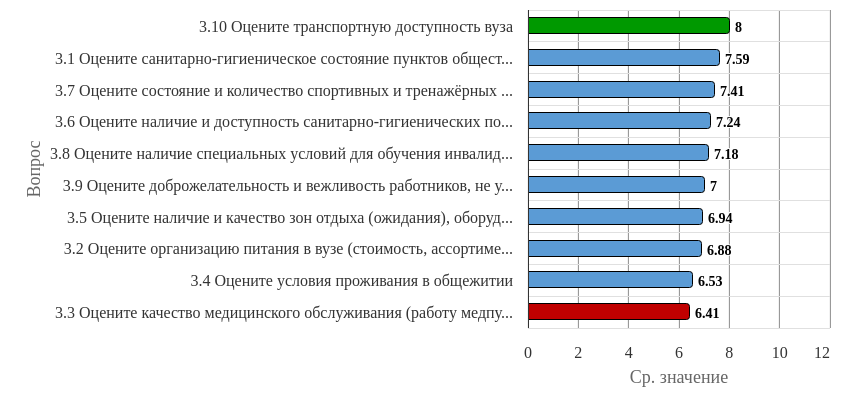 3.10 Оцените транспортную доступность вуза 8
3.1 Оцените санитарно-гигиеническое состояние пунктов общест... 7.59
3.7 Оцените состояние и количество спортивных и тренажёрных ... 7.41
3.6 Оцените наличие и доступность санитарно-гигиенических по... 7.24
3.8 Оцените наличие специальных условий для обучения инвалид... 7.18
3.9 Оцените доброжелательность и вежливость работников, не у... 7
3.5 Оцените наличие и качество зон отдыха (ожидания), оборуд... 6.94
3.2 Оцените организацию питания в вузе (стоимость, ассортиме... 6.88
3.4 Оцените условия проживания в общежитии 6.53
3.3 Оцените качество медицинского обслуживания (работу медпу... 6.41
Вопрос
0 2 4 6 8 10 12
Ср. значение